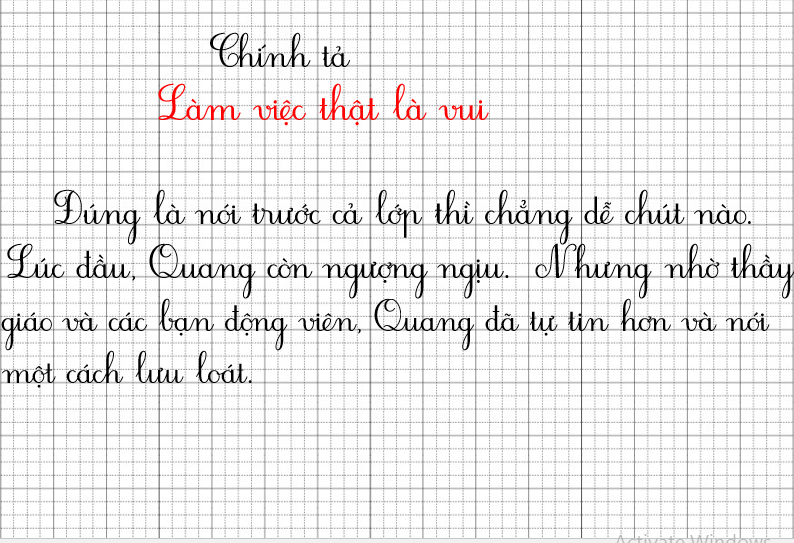 Chính tả
Làm việc thật là vui
Đúng là nói trước cả lớp thì chẳng dễ chút nào.
Lúc đầu, Quang còn ngượng ngịu. Nhưng nhờ thầy
giáo và các bạn động viên, Quang đã tự tin hơn và nói
một cách lưu loát.
Activate Windows